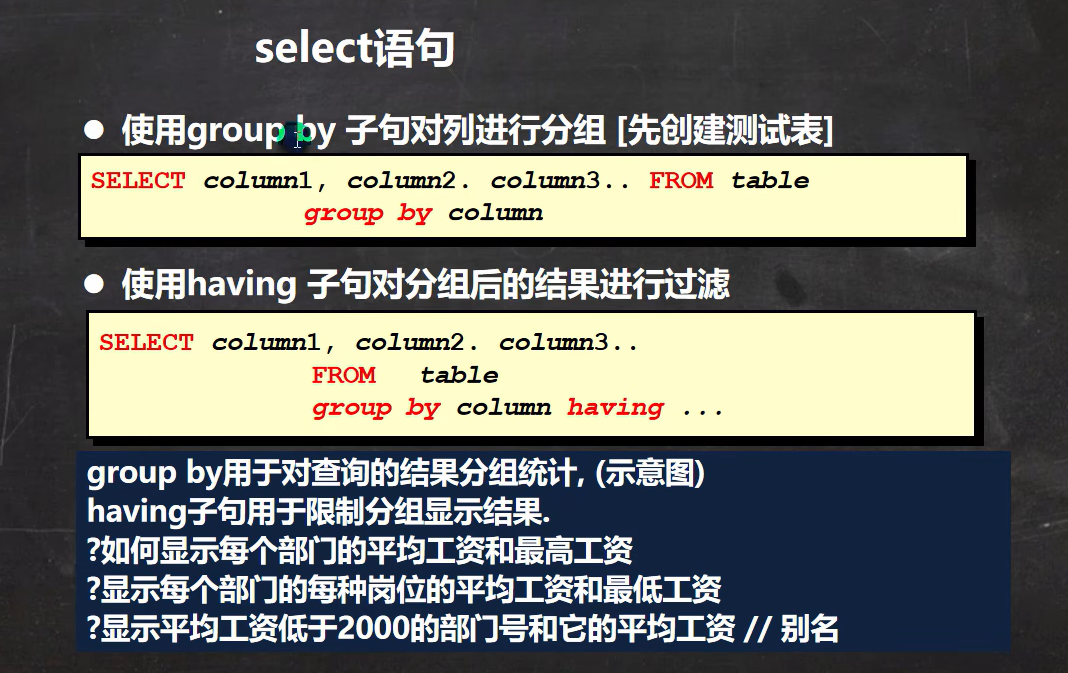 select语句
● 使用group by 子句对列进行分组 [先创建测试表]
SELECT column1, column2. column3.. FROM table
group by column
● 使用having 子句对分组后的结果进行过滤
SELECT column1, column2. column3..
FROM table
group by column having ...
group by用于对查询的结果分组统计, (示意图)
having子句用于限制分组显示结果.
?如何显示每个部门的平均工资和最高工资
?显示每个部门的每种岗位的平均工资和最低工资
?显示平均工资低于2000的部门号和它的平均工资 // 别名